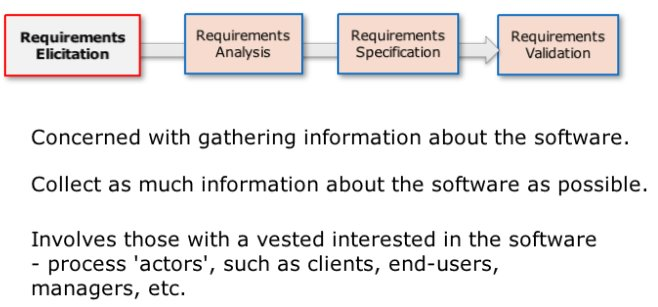 Requirements
Elicitation
Requirements
Analysis
Requirements
Specification
Requirements
Validation
Concerned with gathering information about the software.
Collect as much information about the software as possible.
Involves those with a vested interested in the software
- process 'actors', such as clients, end-users,
managers, etc.